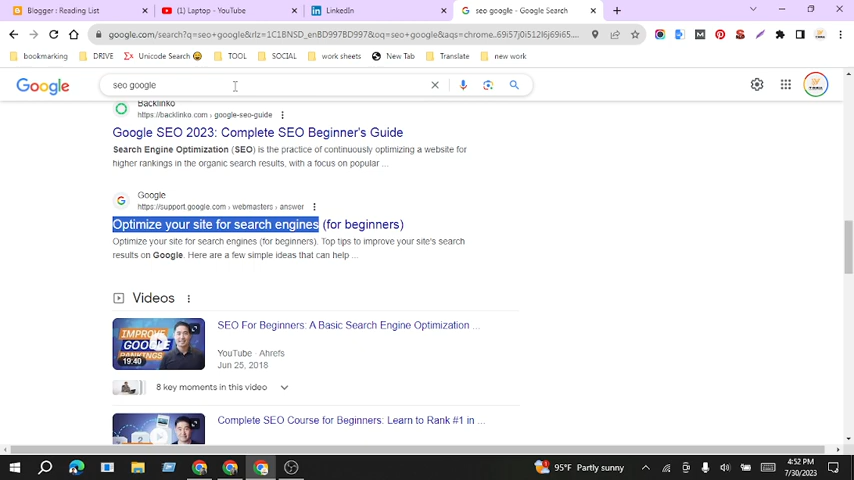 Blogger : Reading List
(1) Laptop - YouTube
LinkedIn
seo google - Google Search
google.com/search?q=seo+google&rlz=1C1BNSD_enBD997BD997&oq=seo+google&aqs=chrome..69i57j0i512l6j69i65...
bookmarking
DRIVE
Unicode Search
TOOL
SOCIAL
work sheets
New Tab
Translate
new work
Google
seo google
Backlinko
https://backlinko.com › google-seo-guide
Google SEO 2023: Complete SEO Beginner's Guide
Search Engine Optimization (SEO) is the practice of continuously optimizing a website for
higher rankings in the organic search results, with a focus on popular ...
Google
https://support.google.com › webmasters › answer
Optimize your site for search engines (for beginners)
Optimize your site for search engines (for beginners). Top tips to improve your site's search
results on Google. Here are a few simple ideas that can help ...
Videos
IMPROVE
GOOGLE
RANKINGS
19:40
SEO For Beginners: A Basic Search Engine Optimization ...
YouTube · Ahrefs
Jun 25, 2018
8 key moments in this video
Complete SEO Course for Beginners: Learn to Rank #1 in ...
95°F Partly sunny
4:52 PM
7/30/2023